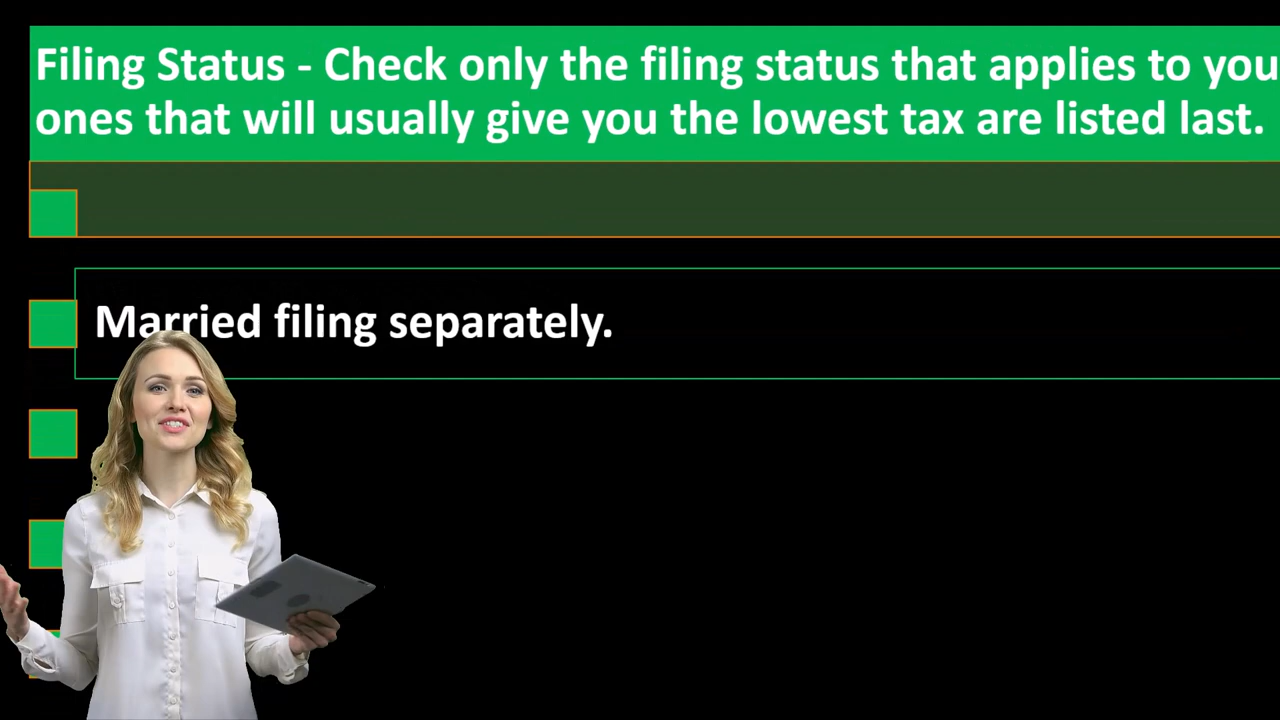 Filing Status - Check only the filing status that applies to you
ones that will usually give you the lowest tax are listed last.
Married filing separately.